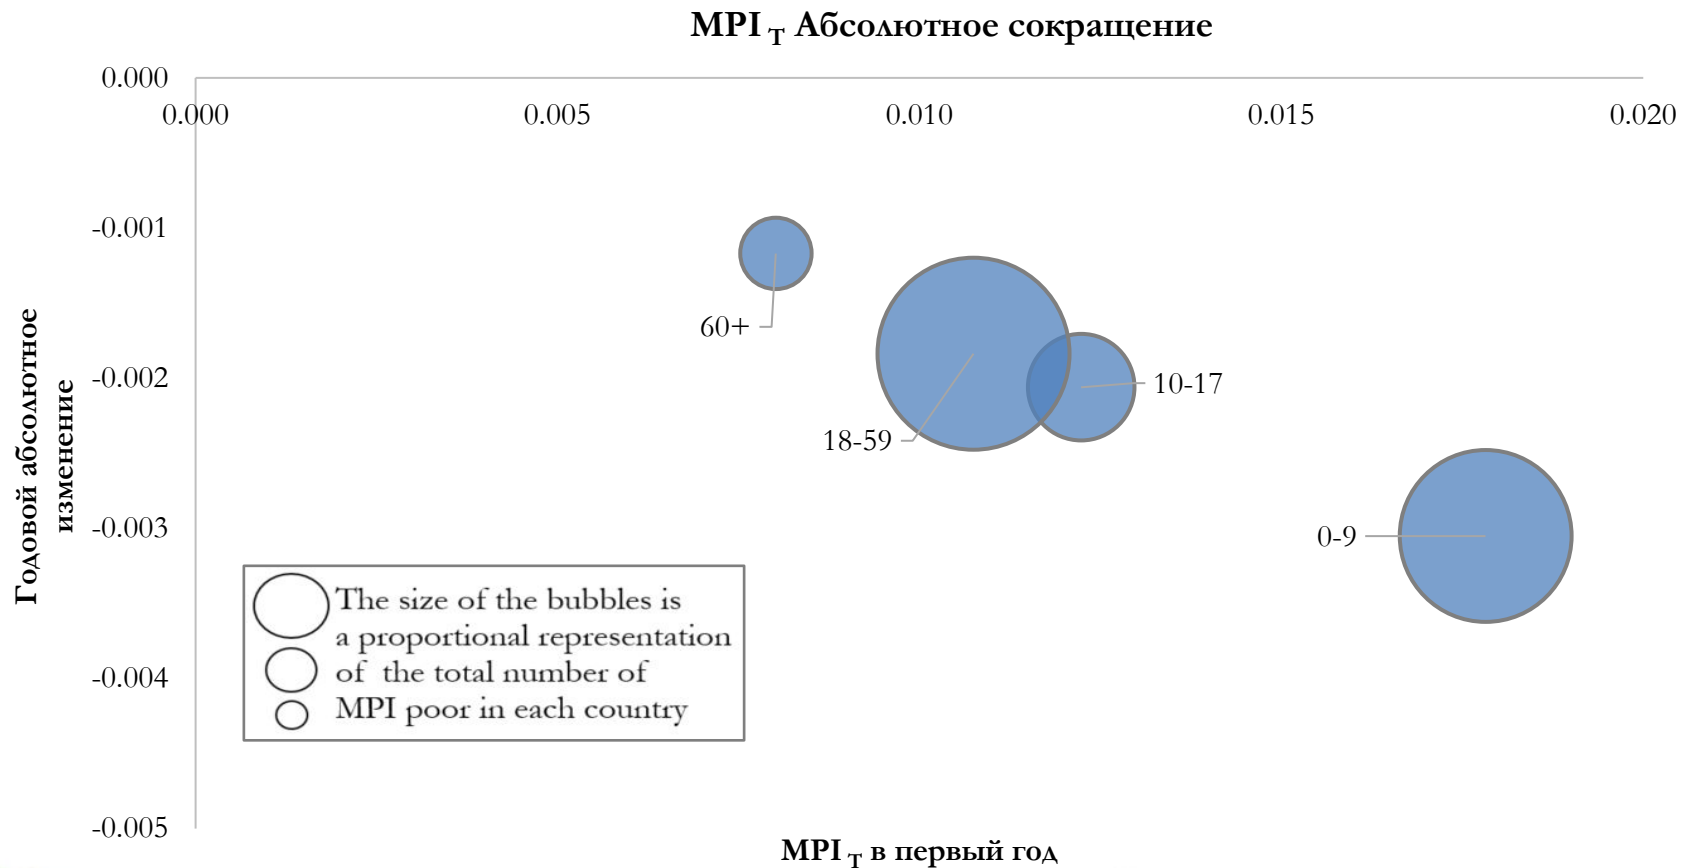 MPI T Абсолютное сокращение
0.000
0.000 0.005 0.010 0.015 0.020
-0.001
-0.002
-0.003
-0.004
-0.005
Годовой абсолютное
изменение
60+
18-59
10-17
0-9
The size of the bubbles is
a proportional representation
of the total number of
MPI poor in each country
MPI T в первый год